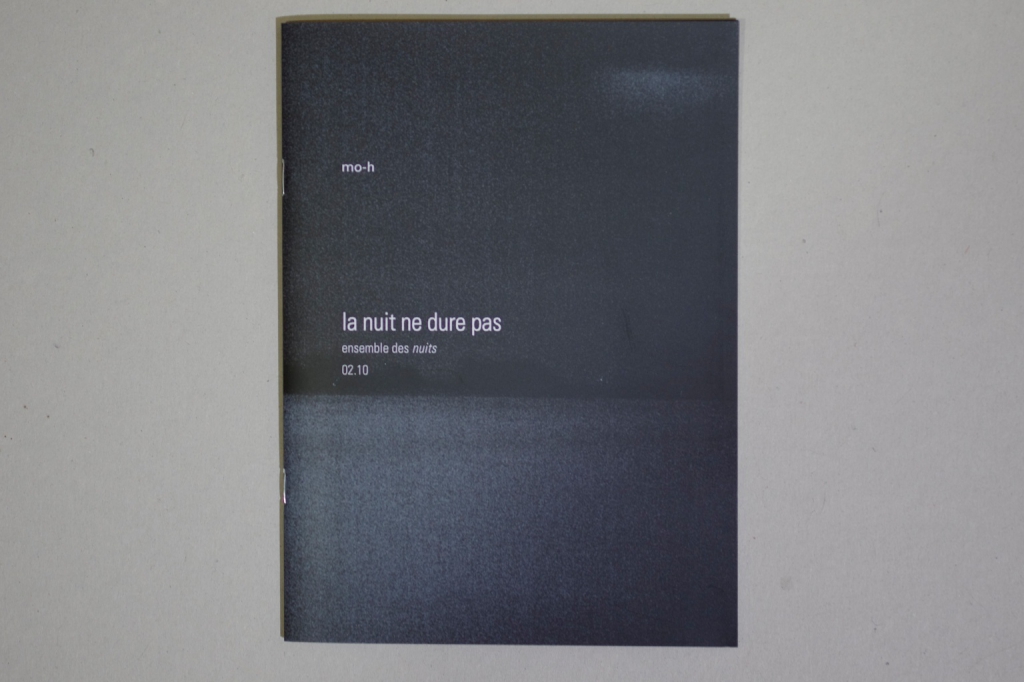 mo-h
la nuit ne dure pas
ensemble des nuits
02.10